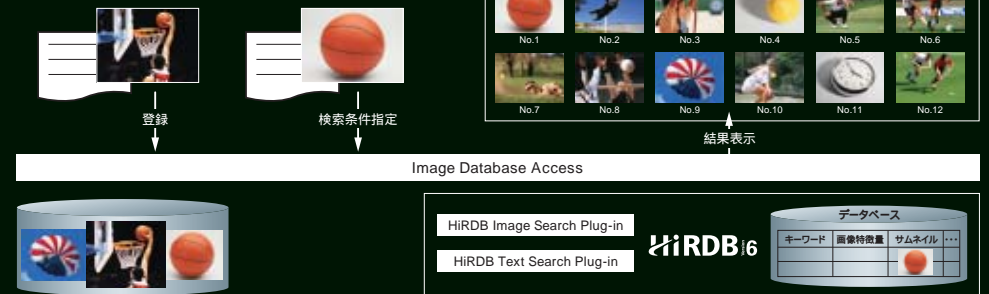 No.1
No.2
No.3
No.4
No.5
No.6
No.7
No.8
No.9
No.10
No.11
No.12
登録
検索条件指定
結果表示
Image Database Access
HiRDB Image Search Plug-in
HiRDB Text Search Plug-in
HiRDB Version 6
データベース
キーワード 画像特徴量 サムネイル ・・・